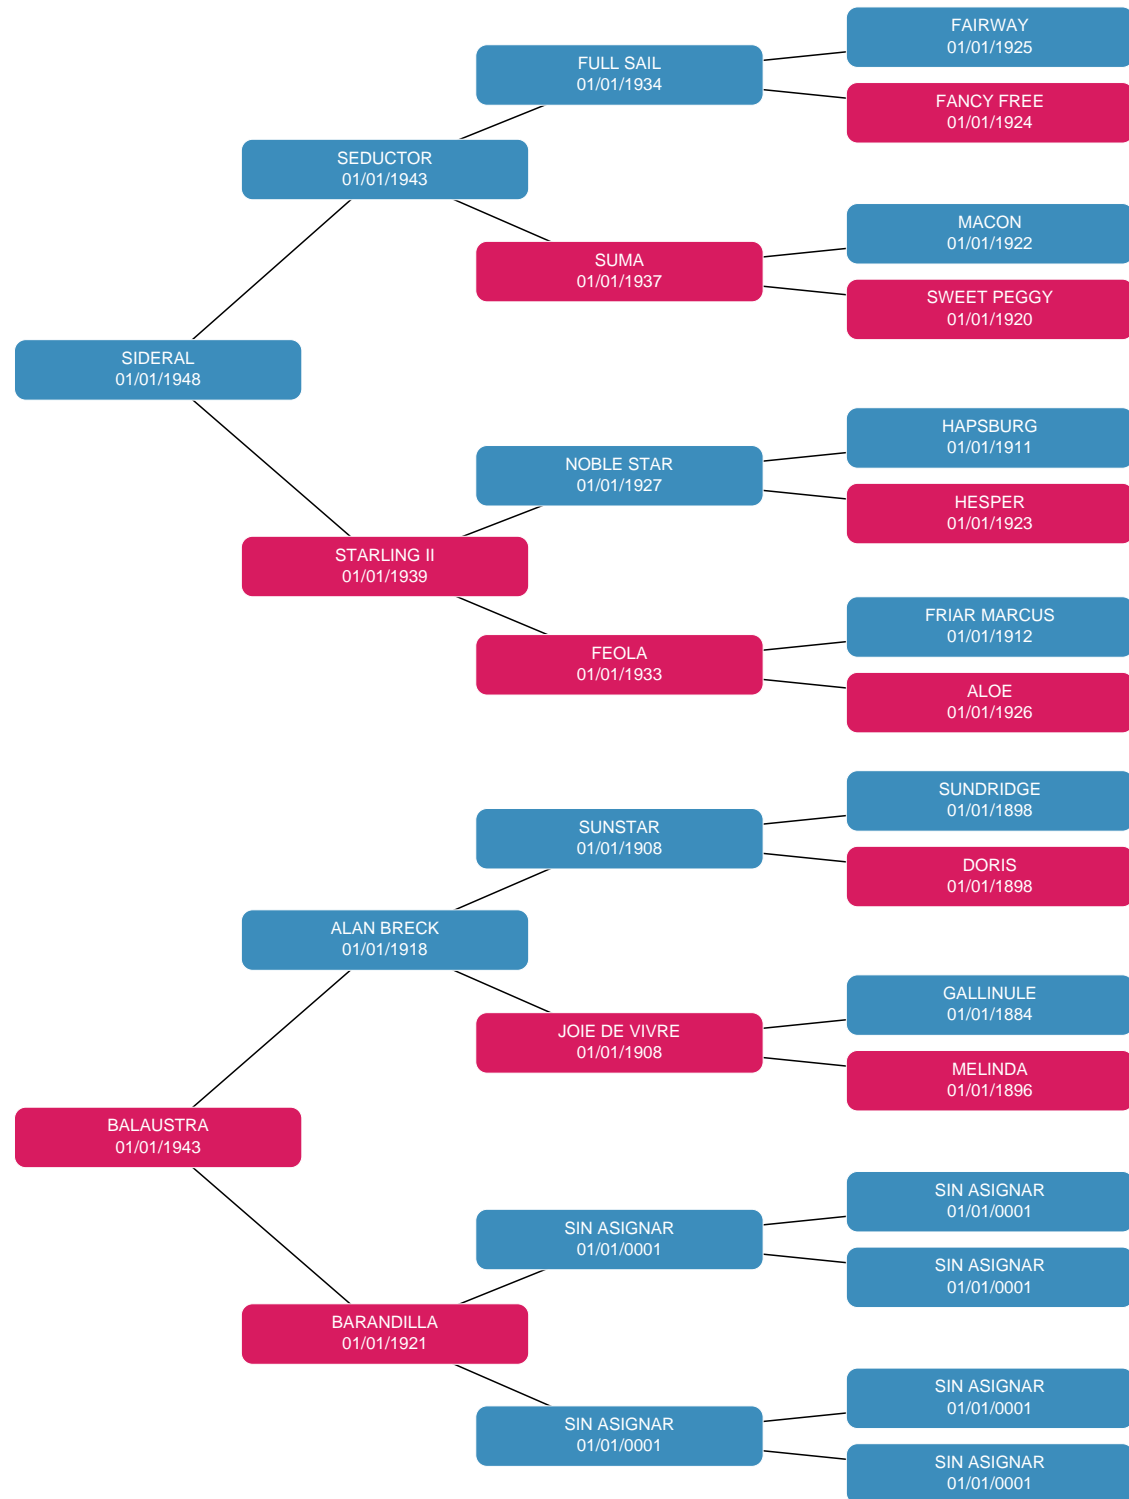 FAIRWAY
01/01/1925
FULL SAIL
01/01/1934
FANCY FREE
01/01/1924
SEDUCTOR
01/01/1943
MACON
01/01/1922
SUMA
01/01/1937
SWEET PEGGY
01/01/1920
SIDERAL
01/01/1948
HAPSBURG
01/01/1911
NOBLE STAR
01/01/1927
HESPER
01/01/1923
STARLING II
01/01/1939
FRIAR MARCUS
01/01/1912
FEOLA
01/01/1933
ALOE
01/01/1926
SUNDRIDGE
01/01/1898
SUNSTAR
01/01/1908
DORIS
01/01/1898
ALAN BRECK
01/01/1918
GALLINULE
01/01/1884
JOIE DE VIVRE
01/01/1908
MELINDA
01/01/1896
BALAUSTRA
01/01/1943
SIN ASIGNAR
01/01/0001
SIN ASIGNAR
01/01/0001
SIN ASIGNAR
01/01/0001
BARANDILLA
01/01/1921
SIN ASIGNAR
01/01/0001
SIN ASIGNAR
01/01/0001
SIN ASIGNAR
01/01/0001